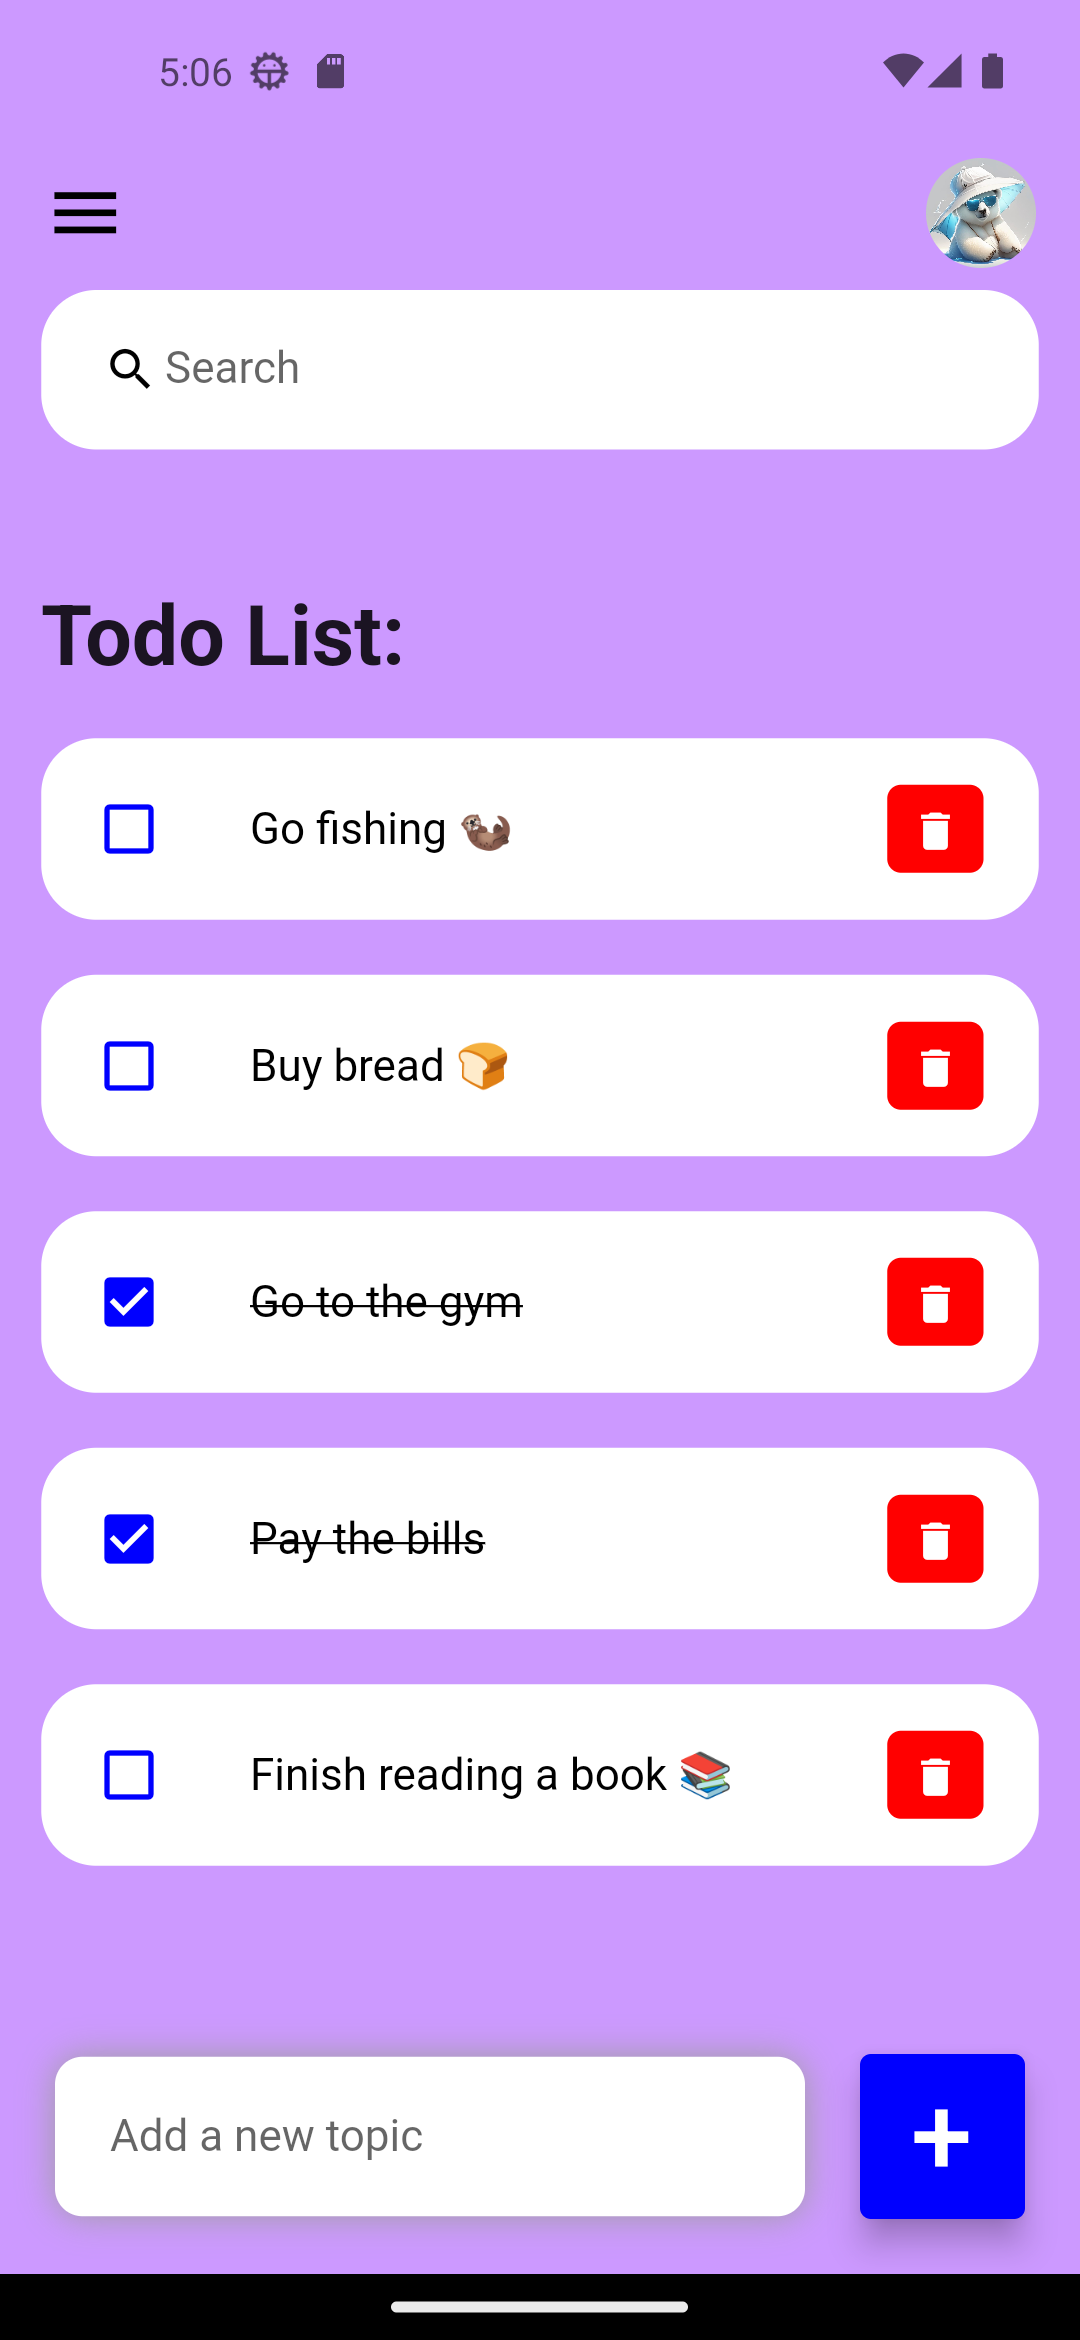 5:06
Search
Todo List:
Go fishing 🦦
Buy bread 🍞
Go to the gym
Pay the bills
Finish reading a book 📚
Add a new topic